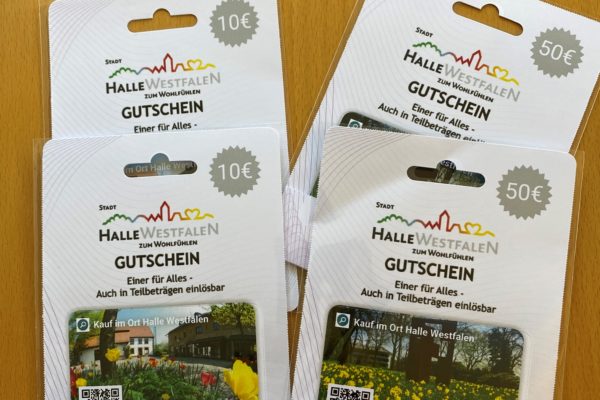 10€
STADT
HALLEWESTFALEN
ZUM WOHLFÜHLEN
GUTSCHEIN
Einer für Alles -
50€
STADT
HALLEWESTFALEN
ZUM WOHLFÜHLEN
GUTSCHEIN
Einer für Alles -
Auch in Teilbeträgen einlösbar
Ort Halle Westfalen
10€
STADT
HALLEWESTFALEN
ZUM WOHLFÜHLEN
GUTSCHEIN
Einer für Alles -
Auch in Teilbeträgen einlösbar
Kauf im Ort Halle Westfalen
50€
STADT
HALLEWESTFALEN
ZUM WOHLFÜHLEN
GUTSCHEIN
Einer für Alles -
Auch in Teilbeträgen einlösbar
Kauf im Ort Halle Westfalen